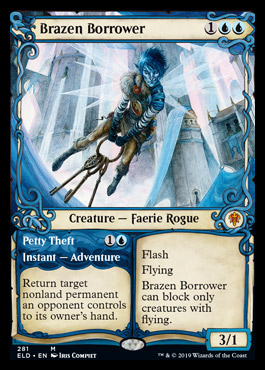 Brazen Borrower 1
Creature — Faerie Rogue
Petty Theft 1
Instant — Adventure
Return target
nonland permanent
an opponent controls
to its owner's hand.
Flash
Flying
Brazen Borrower
can block only
creatures with
flying.
3/1
281 M
ELD • EN Iris Compiet
™ & © 2019 Wizards of the Coast